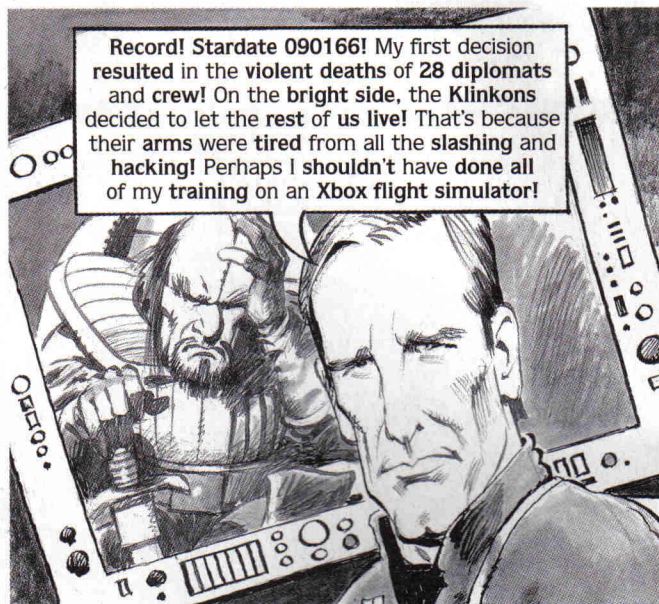 Record! Stardate 090166! My first decision
resulted in the violent deaths of 28 diplomats
and crew! On the bright side, the Klinkons
decided to let the rest of us live! That's because
their arms were tired from all the slashing and
hacking! Perhaps I shouldn't have done all
of my training on an Xbox flight simulator!